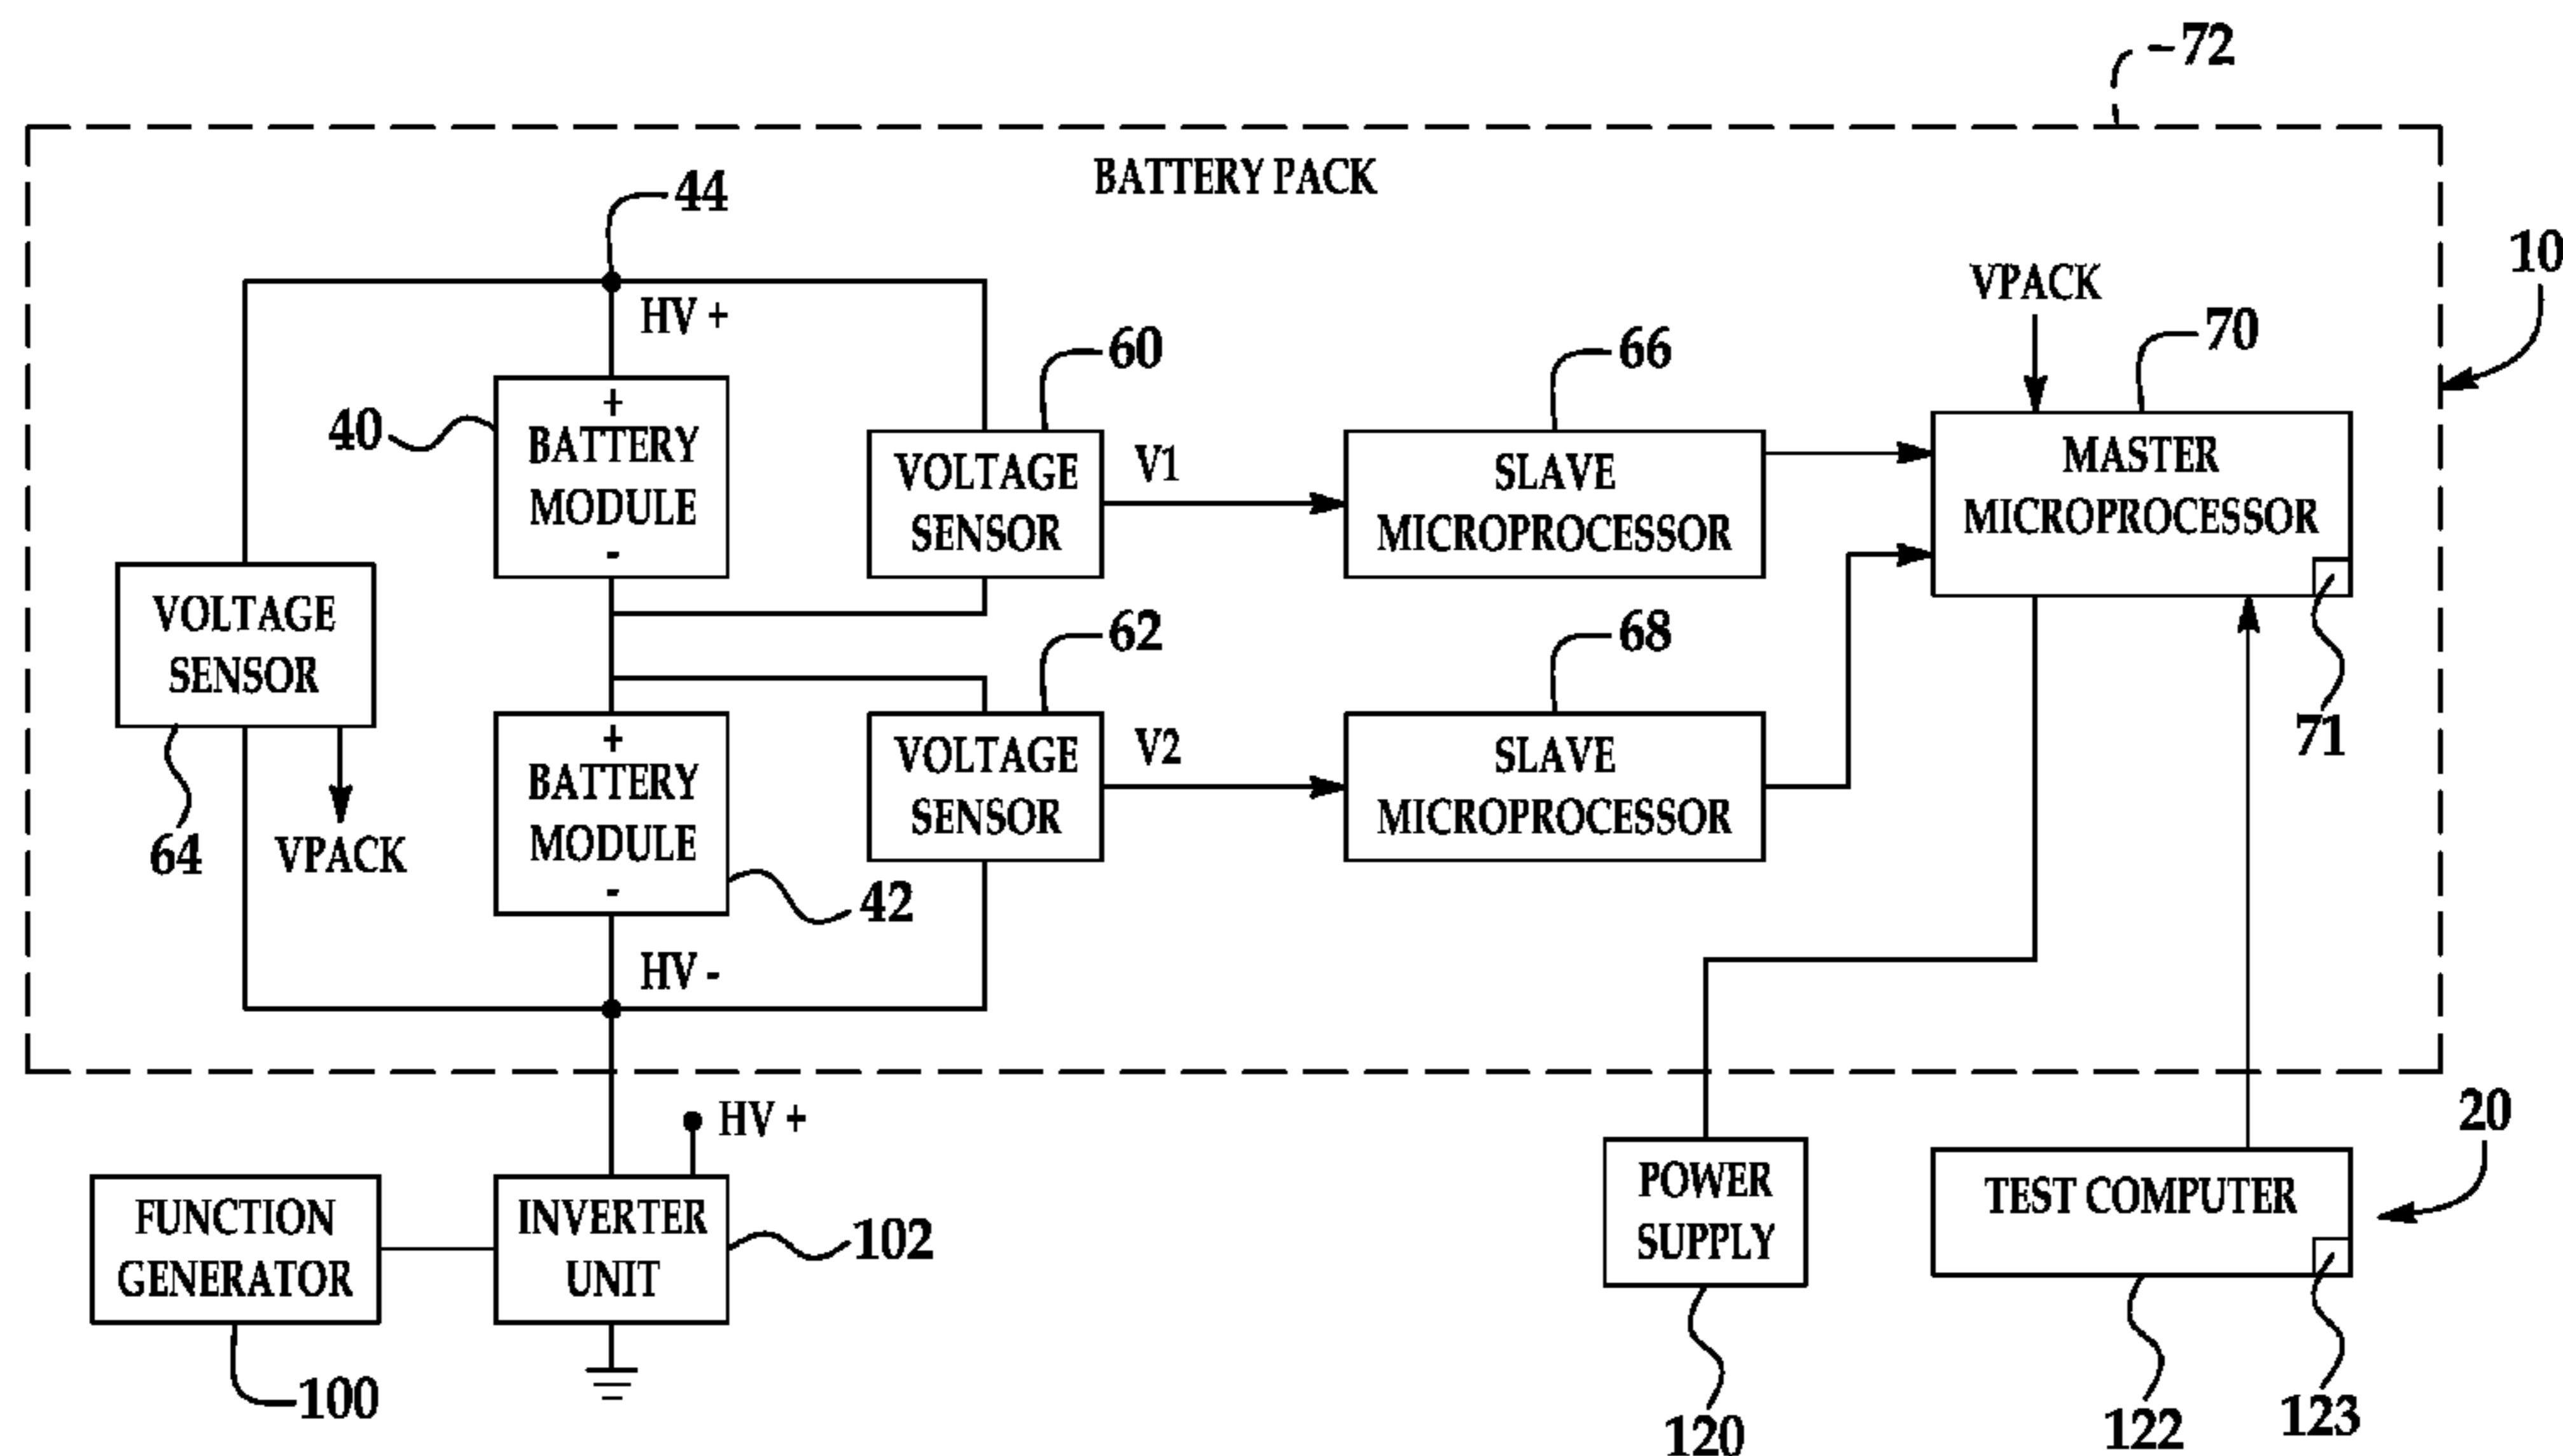 72
BATTERY PACK
44
10
HV +
VPACK
60
66
70
40
+
BATTERY
MODULE
-
VOLTAGE
SENSOR
V1
SLAVE
MICROPROCESSOR
MASTER
MICROPROCESSOR
71
VOLTAGE
SENSOR
64
VPACK
62
68
+
BATTERY
MODULE
-
42
VOLTAGE
SENSOR
V2
SLAVE
MICROPROCESSOR
HV -
HV +
20
FUNCTION
GENERATOR
100
INVERTER
UNIT
102
POWER
SUPPLY
120
TEST COMPUTER
122
123